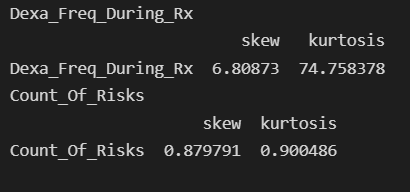 Dexa_Freq_During_Rx
skew kurtosis
Dexa_Freq_During_Rx 6.80873 74.758378
Count_Of_Risks
skew kurtosis
Count_Of_Risks 0.879791 0.900486